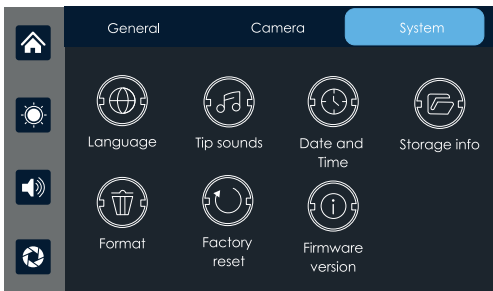 General Camera System
Language Tip sounds Date and Time Storage info
Format Factory reset Firmware version